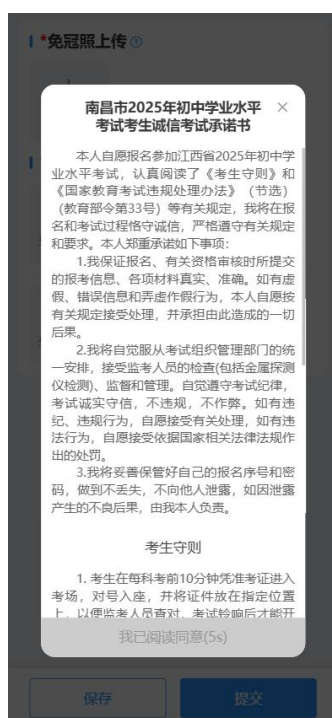 *免冠照上传
南昌市2025年初中学业水平
考试考生诚信考试承诺书
本人自愿报名参加江西省2025年初中学
业水平考试，认真阅读了《考生守则》和
《国家教育考试违规处理办法》（节选）
（教育部令第33号）等有关规定，我将在报
名和考试过程恪守诚信，严格遵守有关规定
和要求。本人郑重承诺如下事项：
1.我保证报名、有关资格审核时所提交
的报考信息、各项材料真实、准确。如有虚
假、错误信息和弄虚作假行为，本人自愿按
有关规定接受处理，并承担由此造成的一切
后果。
2.我将自觉服从考试组织管理部门的统
一安排，接受监考人员的检查(包括金属探测
仪检测)、监督和管理。自觉遵守考试纪律，
考试诚实守信，不违规，不作弊。如有违
纪、违规行为，自愿接受有关处理，如有违
法行为，自愿接受依据国家相关法律法规作
出的处罚。
3.我将妥善保管好自己的报名序号和密
码，做到不丢失，不向他人泄露，如因泄露
产生的不良后果，由我本人负责。
考生守则
1. 考生在每科考前10分钟凭准考证进入
考场，对号入座，并将证件放在指定位置
上，以便监考人员查对，考试铃响后才能开
我已阅读同意(5s)
保存
提交